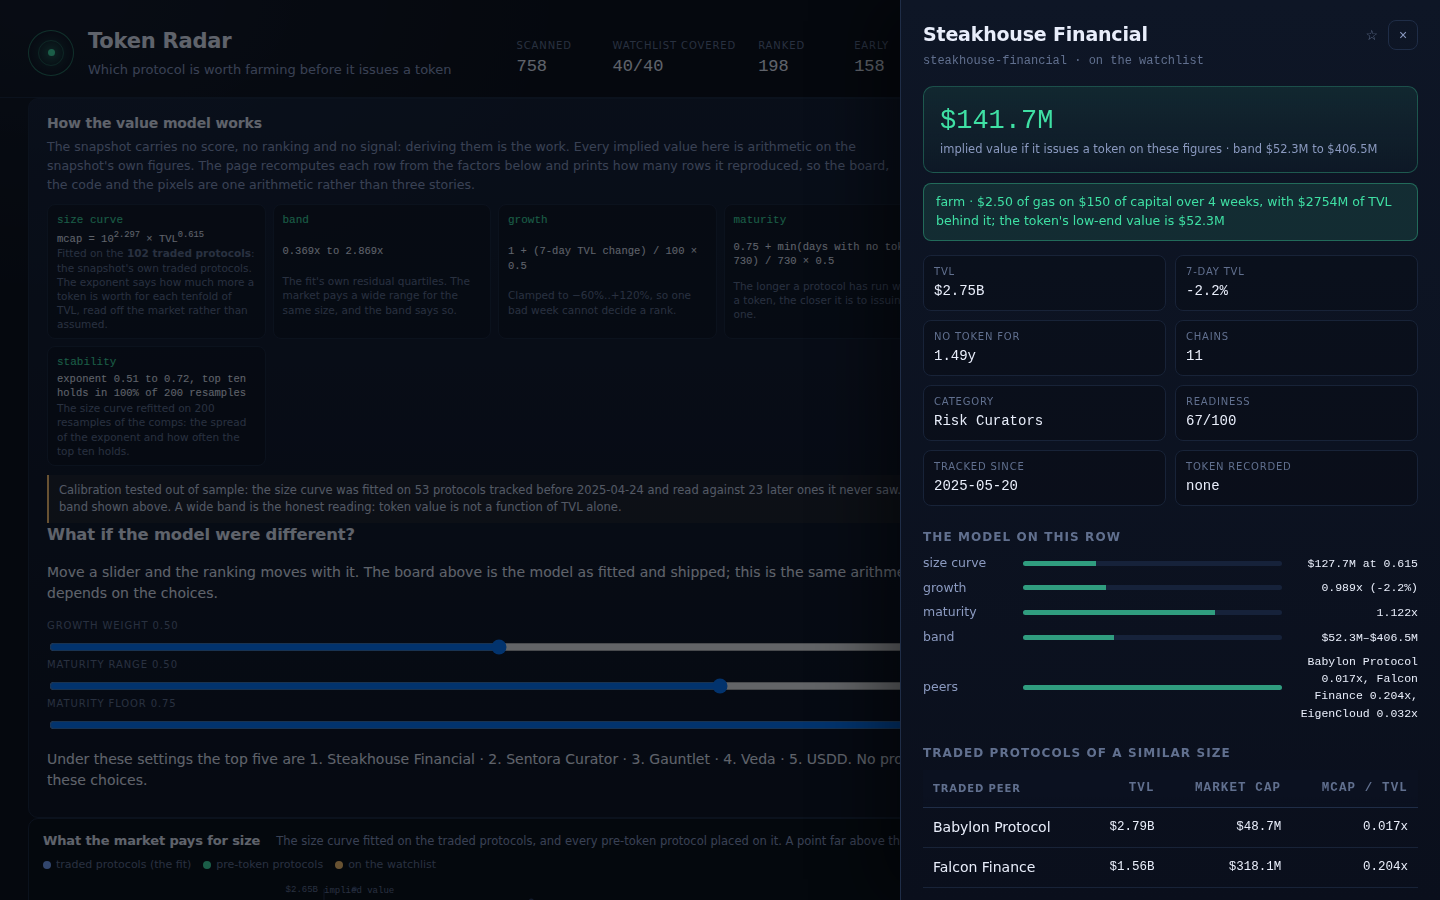 Token Radar
Which protocol is worth farming before it issues a token
SCANNED
758
WATCHLIST COVERED
40/40
RANKED
198
EARLY
158
How the value model works
The snapshot carries no score, no ranking and no signal: deriving them is the work. Every implied value here is arithmetic on the
snapshot's own figures. The page recomputes each row from the factors below and prints how many rows it reproduced, so the board,
the code and the pixels are one arithmetic rather than three stories.
size curve
mcap = 10^2.297 × TVL^0.615
Fitted on the 102 traded protocols:
the snapshot's own traded protocols.
The exponent says how much more a
token is worth for each tenfold of
TVL, read off the market rather than
assumed.
band
0.369x to 2.869x
The fit's own residual quartiles. The
market pays a wide range for the
same size, and the band says so.
growth
1 + (7-day TVL change) / 100 ×
0.5
Clamped to −60%..+120%, so one
bad week cannot decide a rank.
maturity
0.75 + min(days with no tok
730) / 730 × 0.5
The longer a protocol has run w
a token, the closer it is to issuin
one.
stability
exponent 0.51 to 0.72, top ten
holds in 100% of 200 resamples
The size curve refitted on 200
resamples of the comps: the spread
of the exponent and how often the
top ten holds.
Calibration tested out of sample: the size curve was fitted on 53 protocols tracked before 2025-04-24 and read against 23 later ones it never saw.
band shown above. A wide band is the honest reading: token value is not a function of TVL alone.
What if the model were different?
Move a slider and the ranking moves with it. The board above is the model as fitted and shipped; this is the same arithme
depends on the choices.
GROWTH WEIGHT 0.50
MATURITY RANGE 0.50
MATURITY FLOOR 0.75
Under these settings the top five are 1. Steakhouse Financial · 2. Sentora Curator · 3. Gauntlet · 4. Veda · 5. USDD. No pro
these choices.
What the market pays for size
The size curve fitted on the traded protocols, and every pre-token protocol placed on it. A point far above th
traded protocols (the fit)
pre-token protocols
on the watchlist
$2.65B
implied value
Steakhouse Financial
☆
×
steakhouse-financial · on the watchlist
$141.7M
implied value if it issues a token on these figures · band $52.3M to $406.5M
farm · $2.50 of gas on $150 of capital over 4 weeks, with $2754M of TVL
behind it; the token's low-end value is $52.3M
TVL
$2.75B
7-DAY TVL
-2.2%
NO TOKEN FOR
1.49y
CHAINS
11
CATEGORY
Risk Curators
READINESS
67/100
TRACKED SINCE
2025-05-20
TOKEN RECORDED
none
THE MODEL ON THIS ROW
size curve
$127.7M at 0.615
growth
0.989x (-2.2%)
maturity
1.122x
band
$52.3M–$406.5M
peers
Babylon Protocol
0.017x, Falcon
Finance 0.204x,
EigenCloud 0.032x
TRADED PROTOCOLS OF A SIMILAR SIZE
TRADED PEER TVL MARKET CAP MCAP / TVL
Babylon Protocol $2.79B $48.7M 0.017x
Falcon Finance $1.56B $318.1M 0.204x